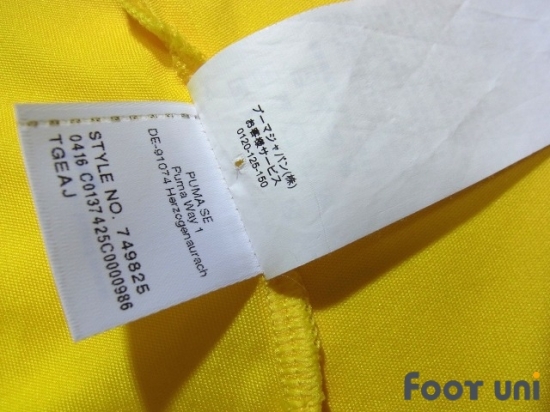 PUMA SE
Puma Way 1
DE-91074 Herzogenaurach
STYLE NO. 749825
0416 C0137425C0000986
TGEAJ
プーマジャパン(株)
お客様サービス
0120-125-150
FOOT UNI